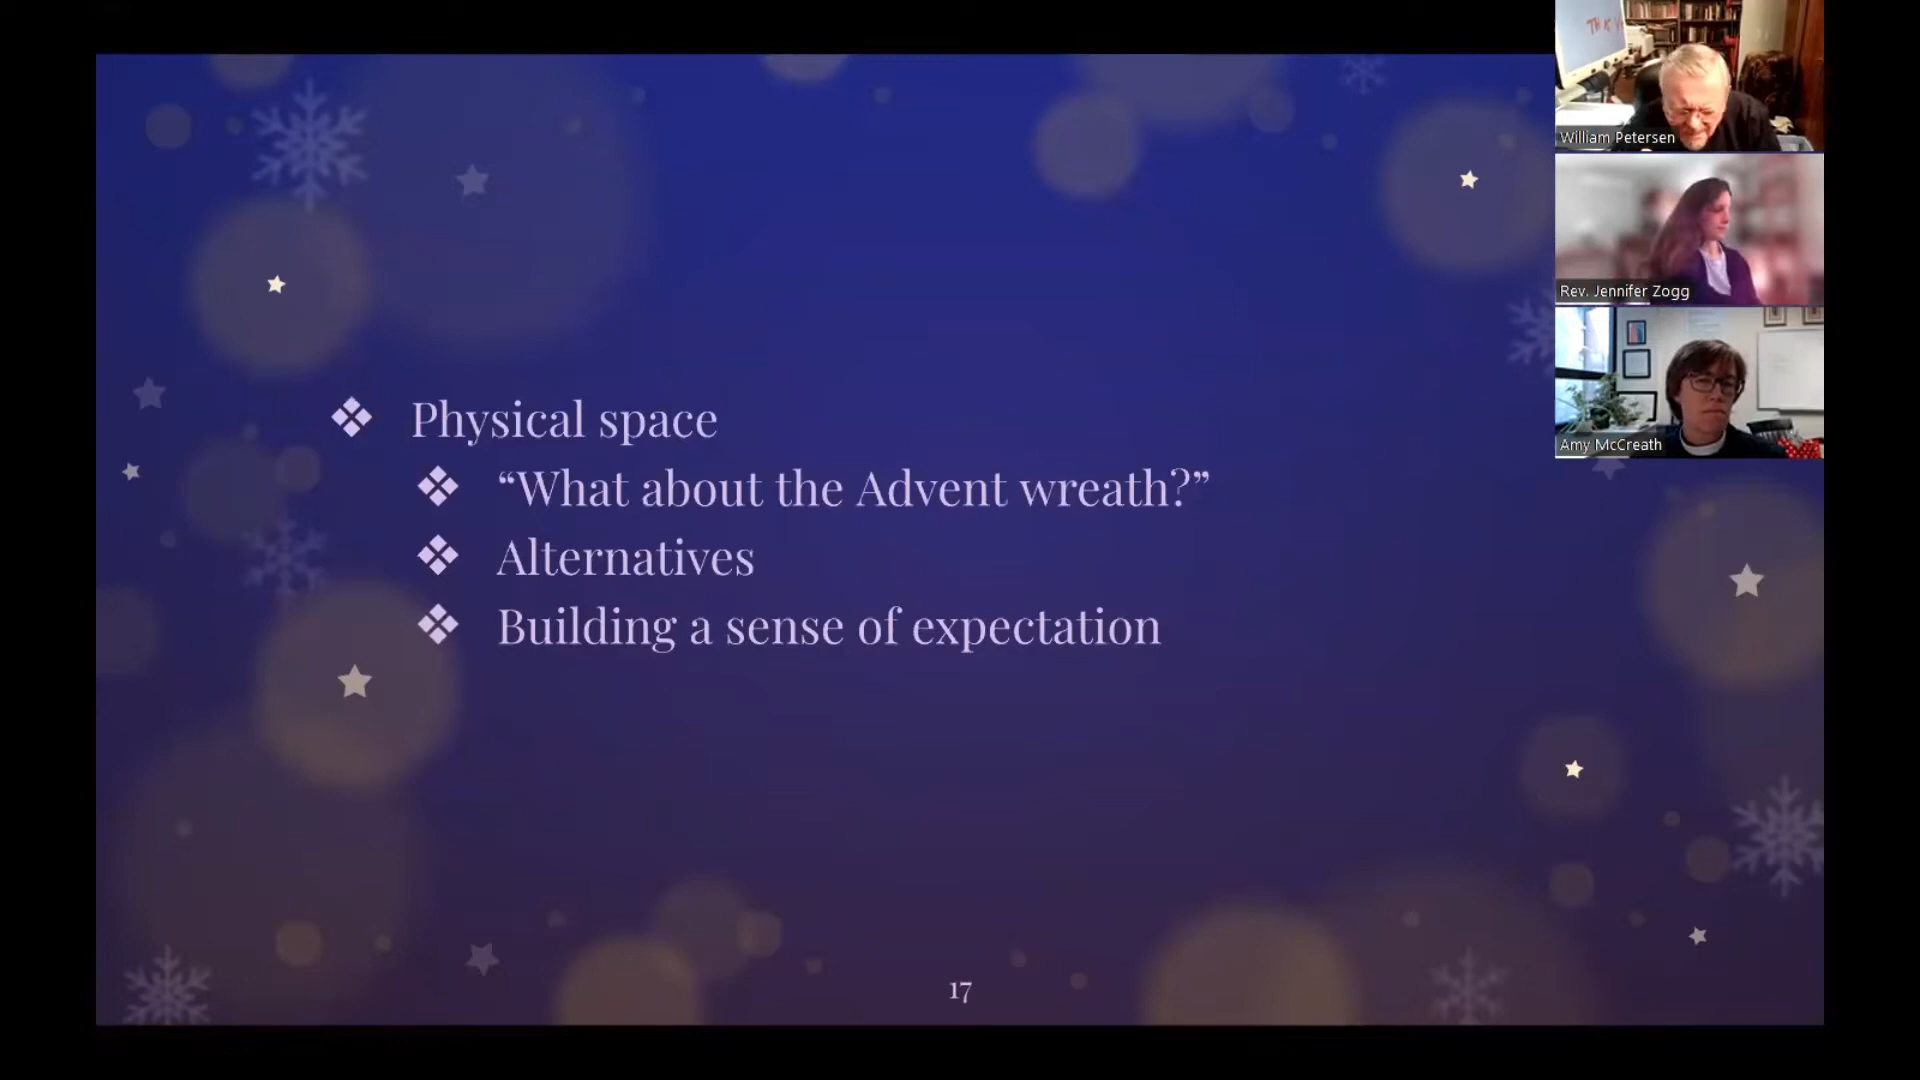 Physical space
“What about the Advent wreath?”
Alternatives
Building a sense of expectation
17
William Petersen
Rev. Jennifer Zogg
Amy McCreath